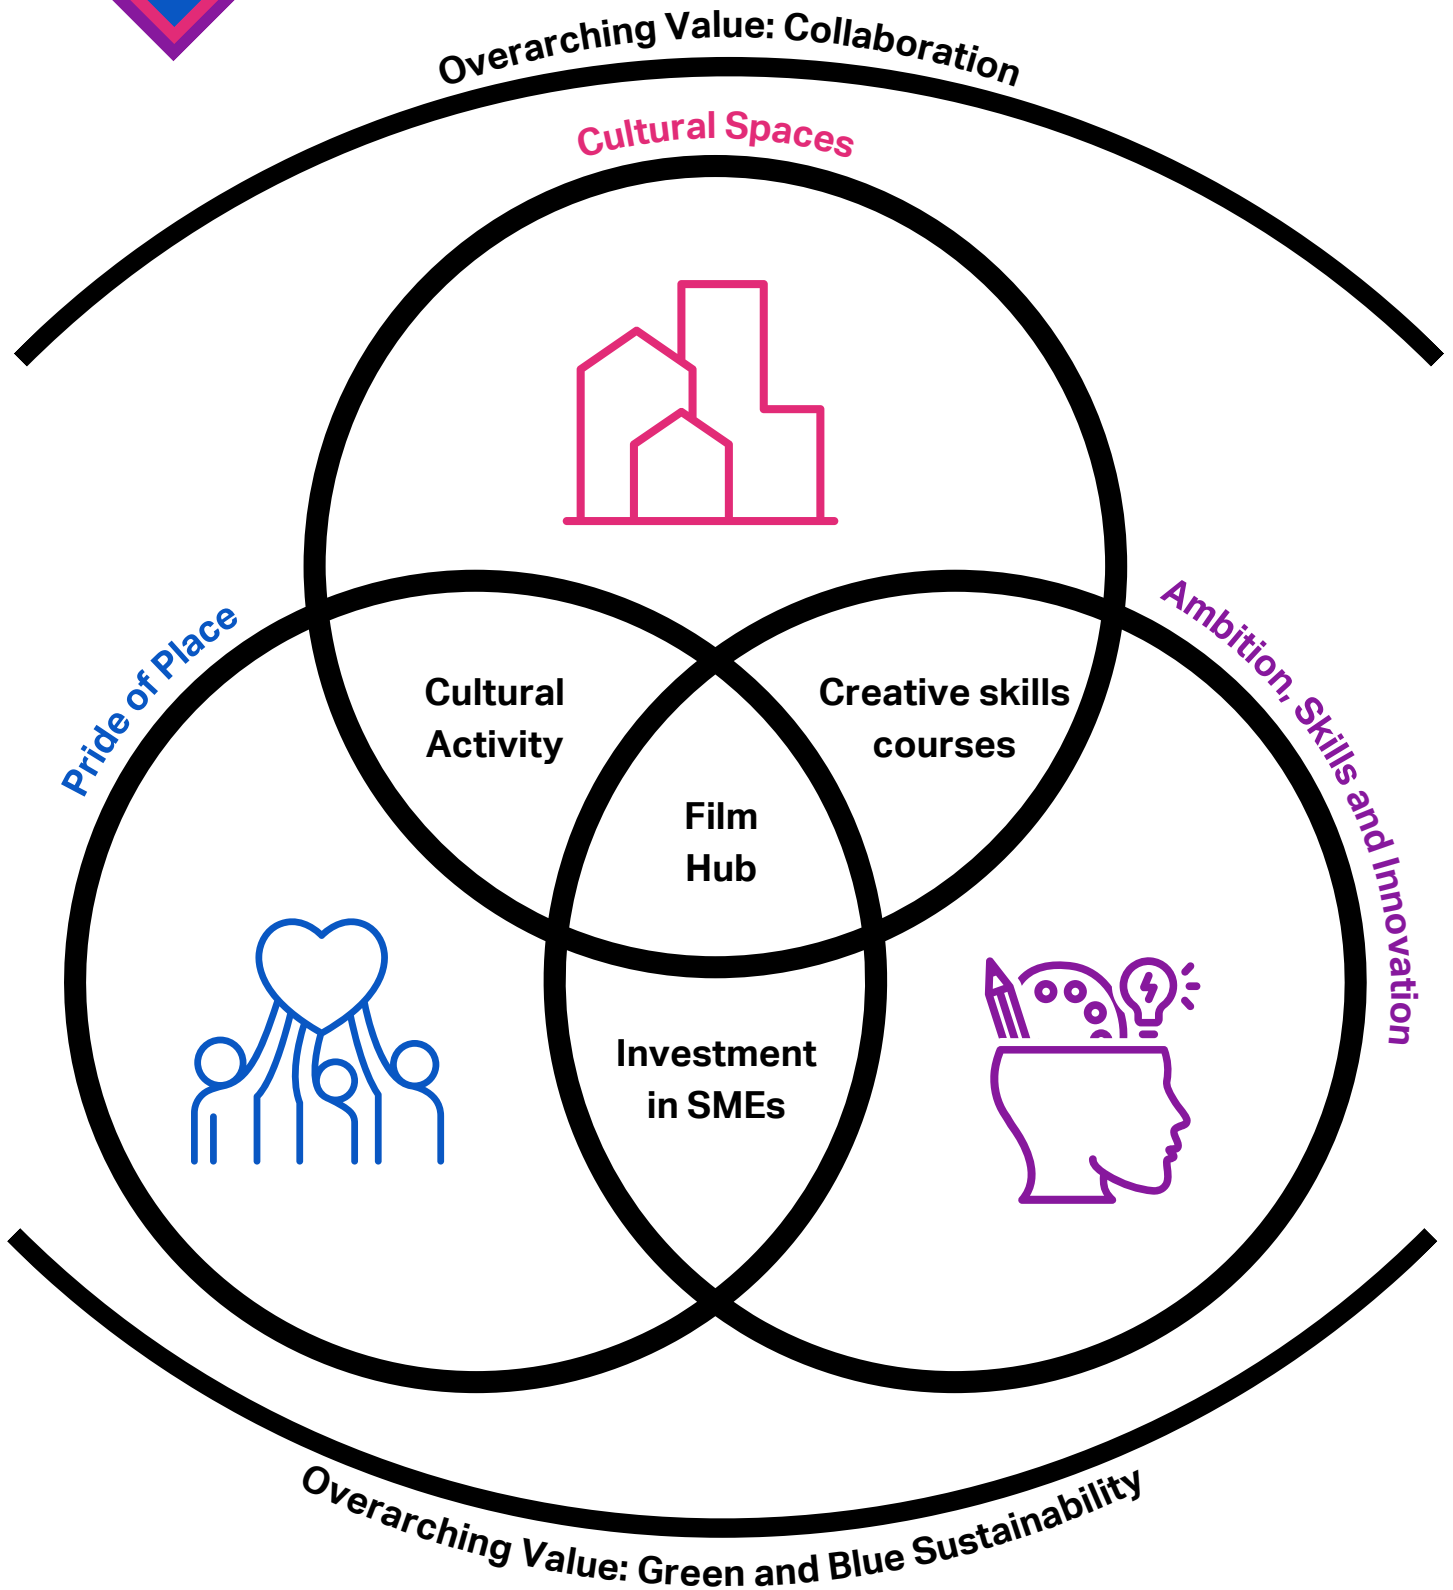 Overarching Value: Collaboration
Cultural Spaces
Pride of Place
Ambition, Skills and Innovation
Cultural
Activity
Creative skills
courses
Film
Hub
Investment
in SMEs
Overarching Value: Green and Blue Sustainability